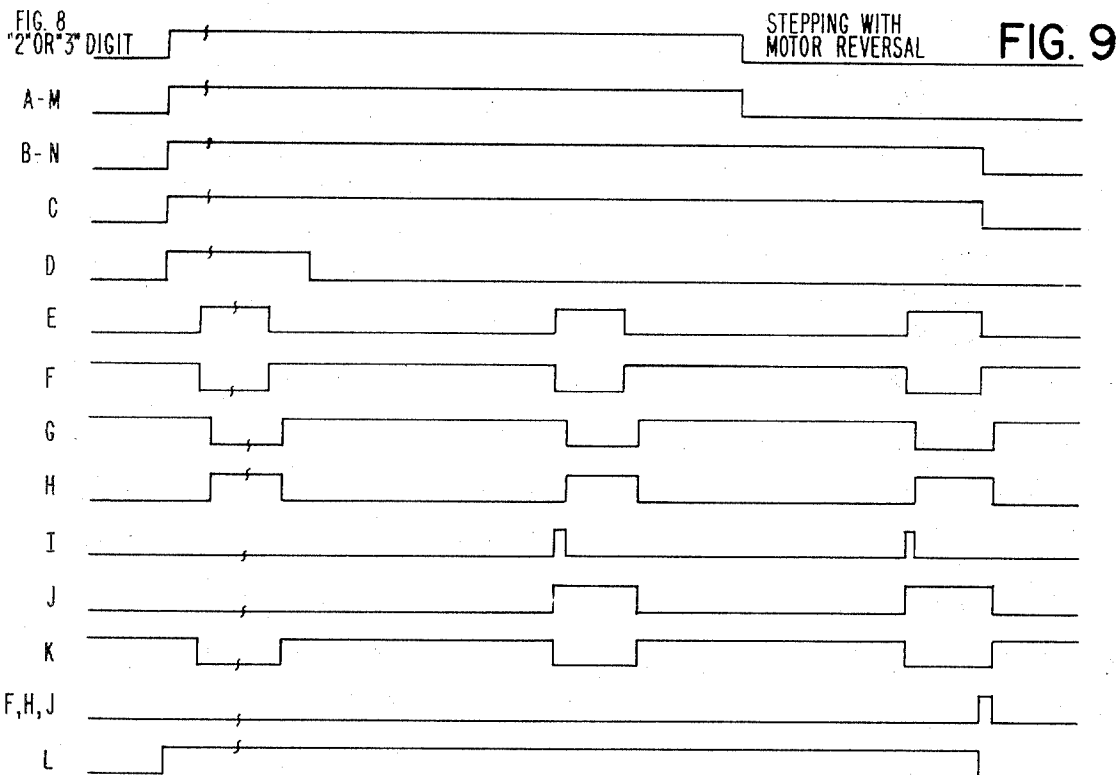 FIG. 8
"2" OR "3" DIGIT
STEPPING WITH
MOTOR REVERSAL
FIG. 9
A-M
B-N
C
D
E
F
G
H
I
J
K
F,H,J
L